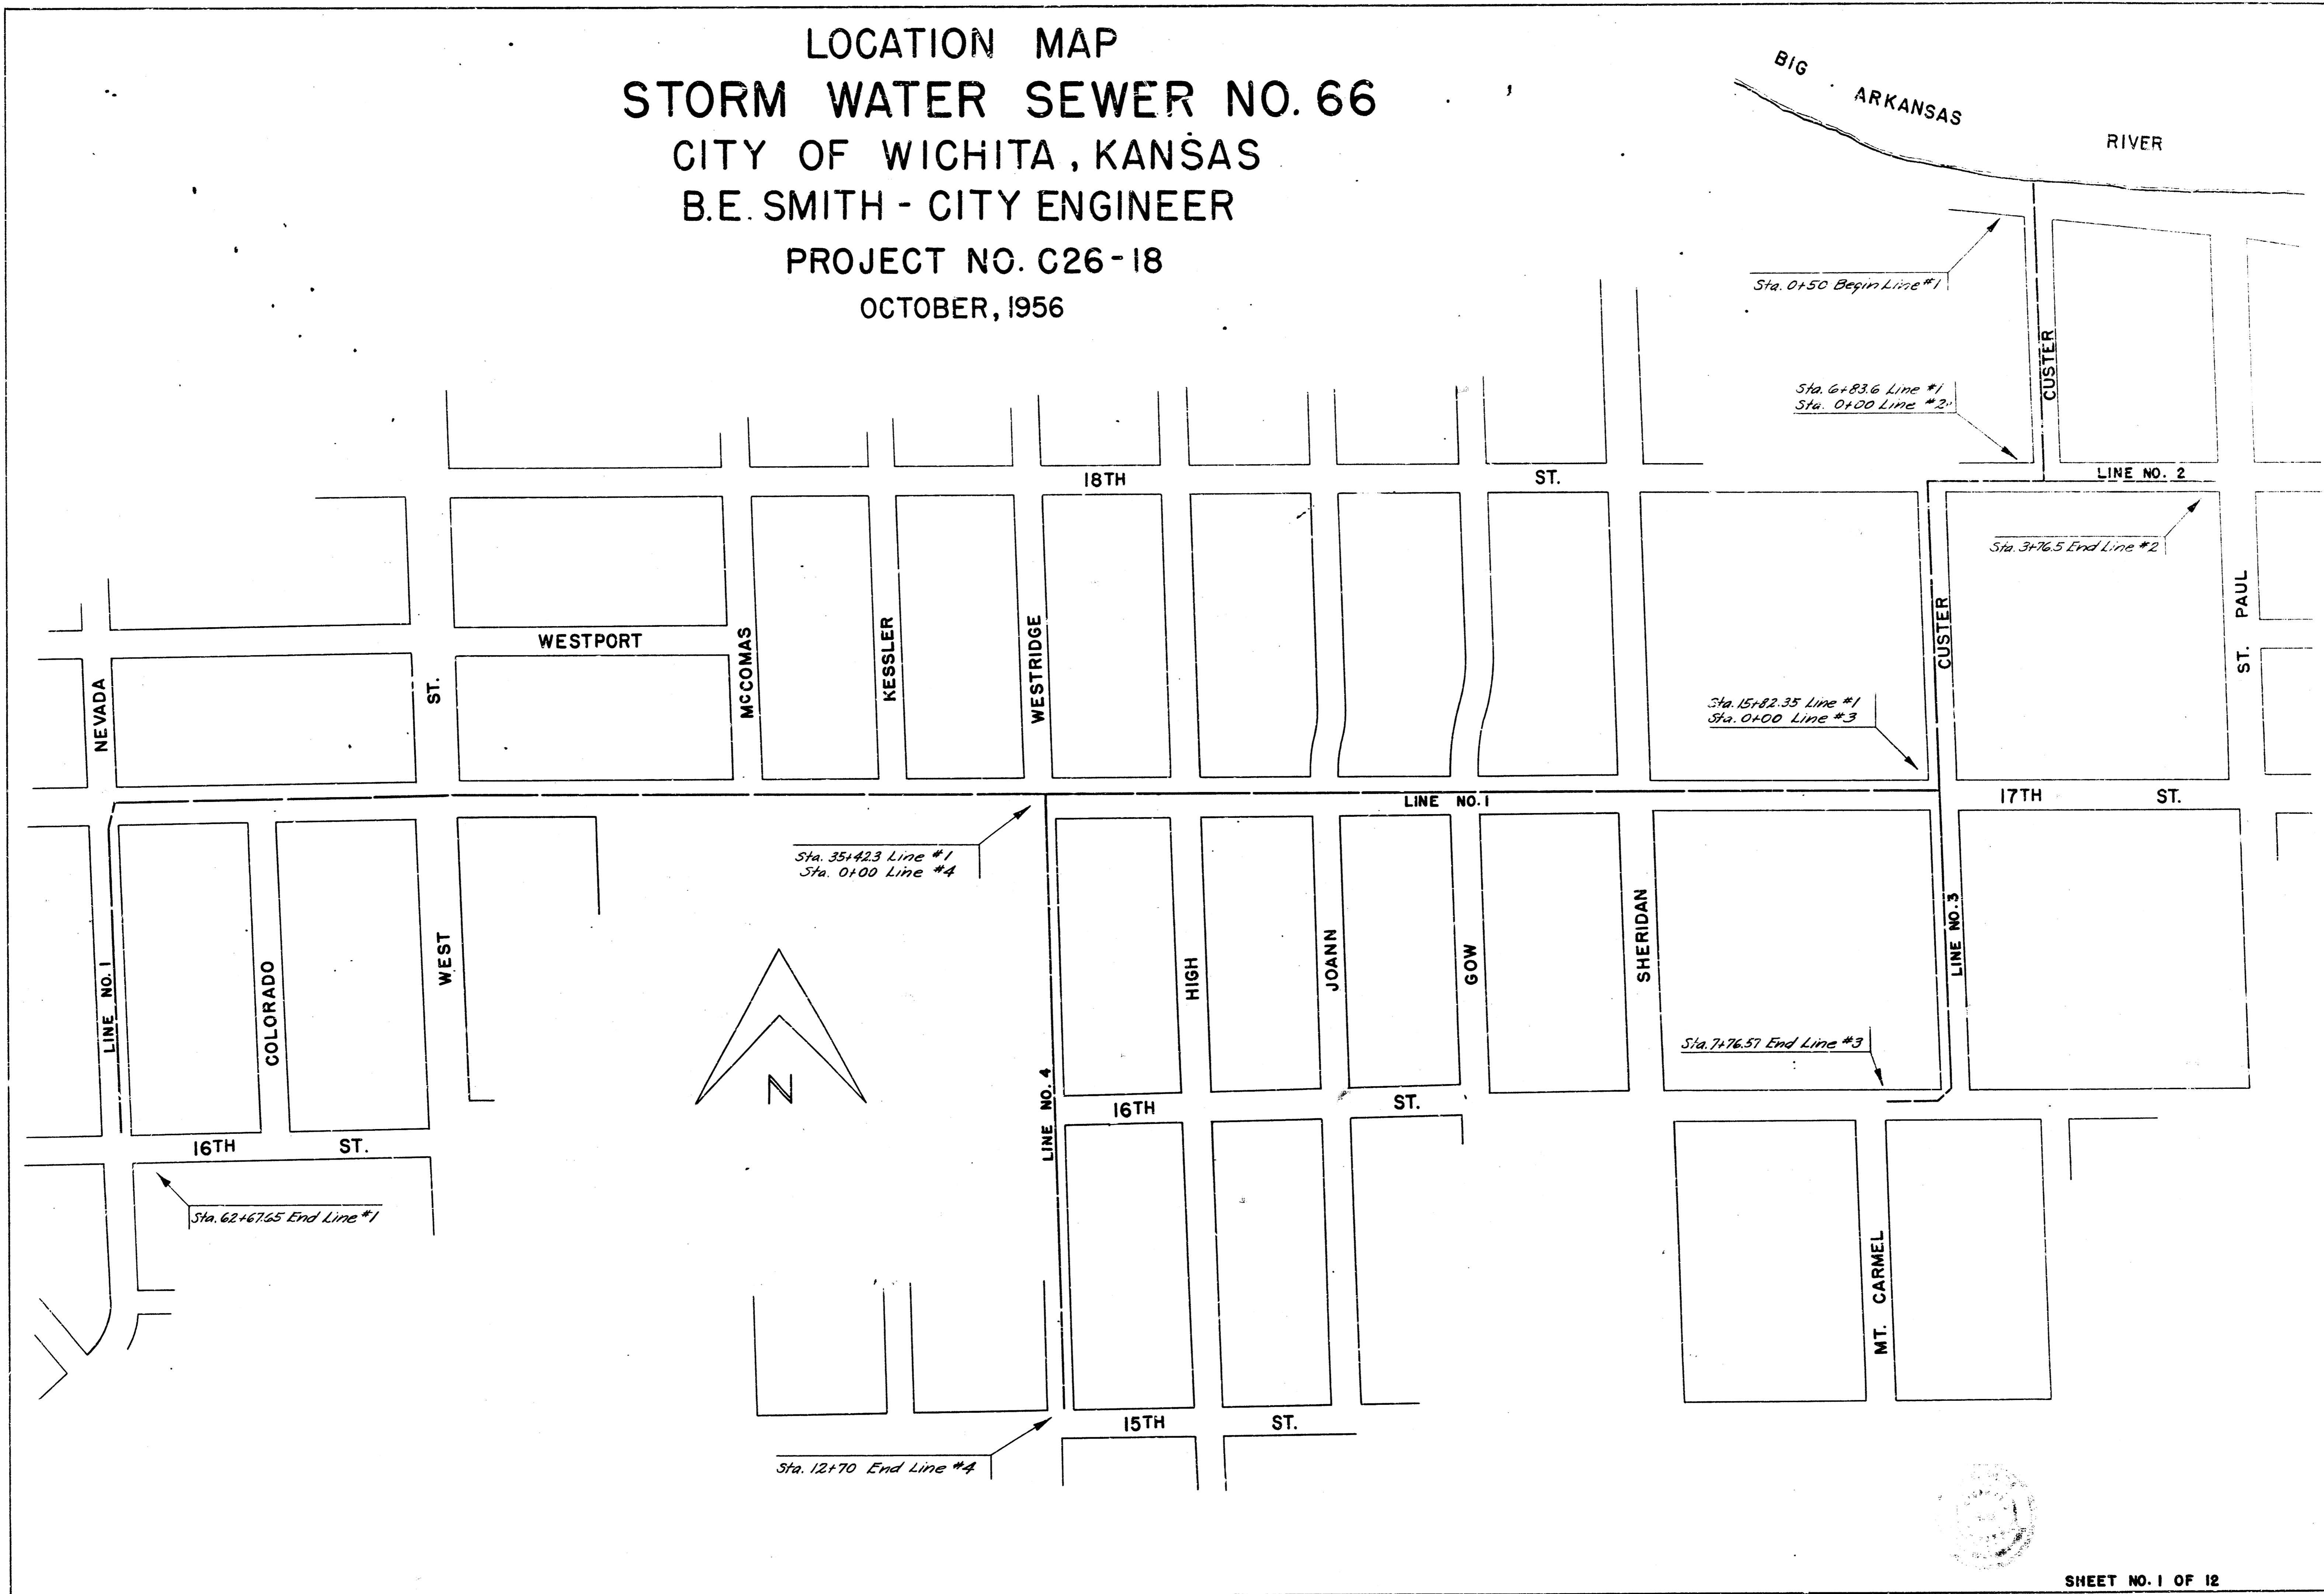 LOCATION MAP
STORM WATER SEWER NO. 66
CITY OF WICHITA, KANSAS
B.E. SMITH - CITY ENGINEER
PROJECT NO. C26-18
OCTOBER, 1956
BIG ARKANSAS RIVER
Sta. 0+50 Begin Line #1
CUSTER
Sta. 6+83.6 Line #1
Sta. 0+00 Line #2
18TH ST.
LINE NO. 2
Sta. 3+76.5 End Line #2
WESTPORT
NEVADA
ST.
McCOMAS
KESSLER
WESTRIDGE
CUSTER
ST. PAUL
Sta. 15+82.35 Line #1
Sta. 0+00 Line #3
LINE NO. 1
17TH ST.
Sta. 35+42.3 Line #1
Sta. 0+00 Line #4
LINE NO. 1
COLORADO
WEST
N
LINE NO. 4
HIGH
JOANN
GOW
SHERIDAN
LINE NO. 3
Sta. 7+76.57 End Line #3
16TH ST.
16TH ST.
Sta. 62+67.65 End Line #1
MT. CARMEL
15TH ST.
Sta. 12+70 End Line #4
SHEET NO. 1 OF 12